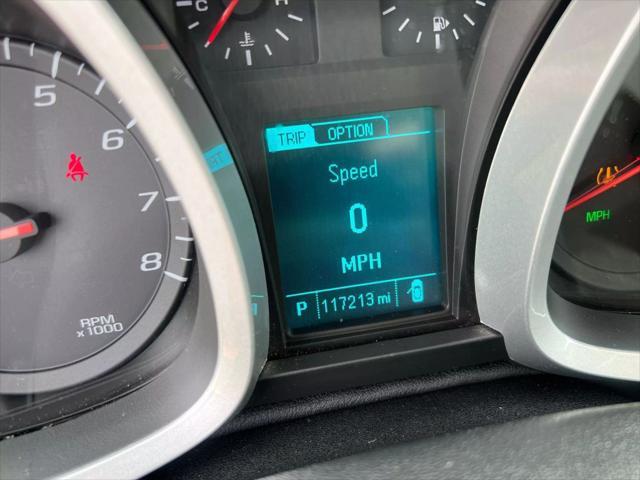 C H
5
6
7
8
RPM
x1000
TRIP OPTION
Speed
0
MPH
P 117213 mi
MPH